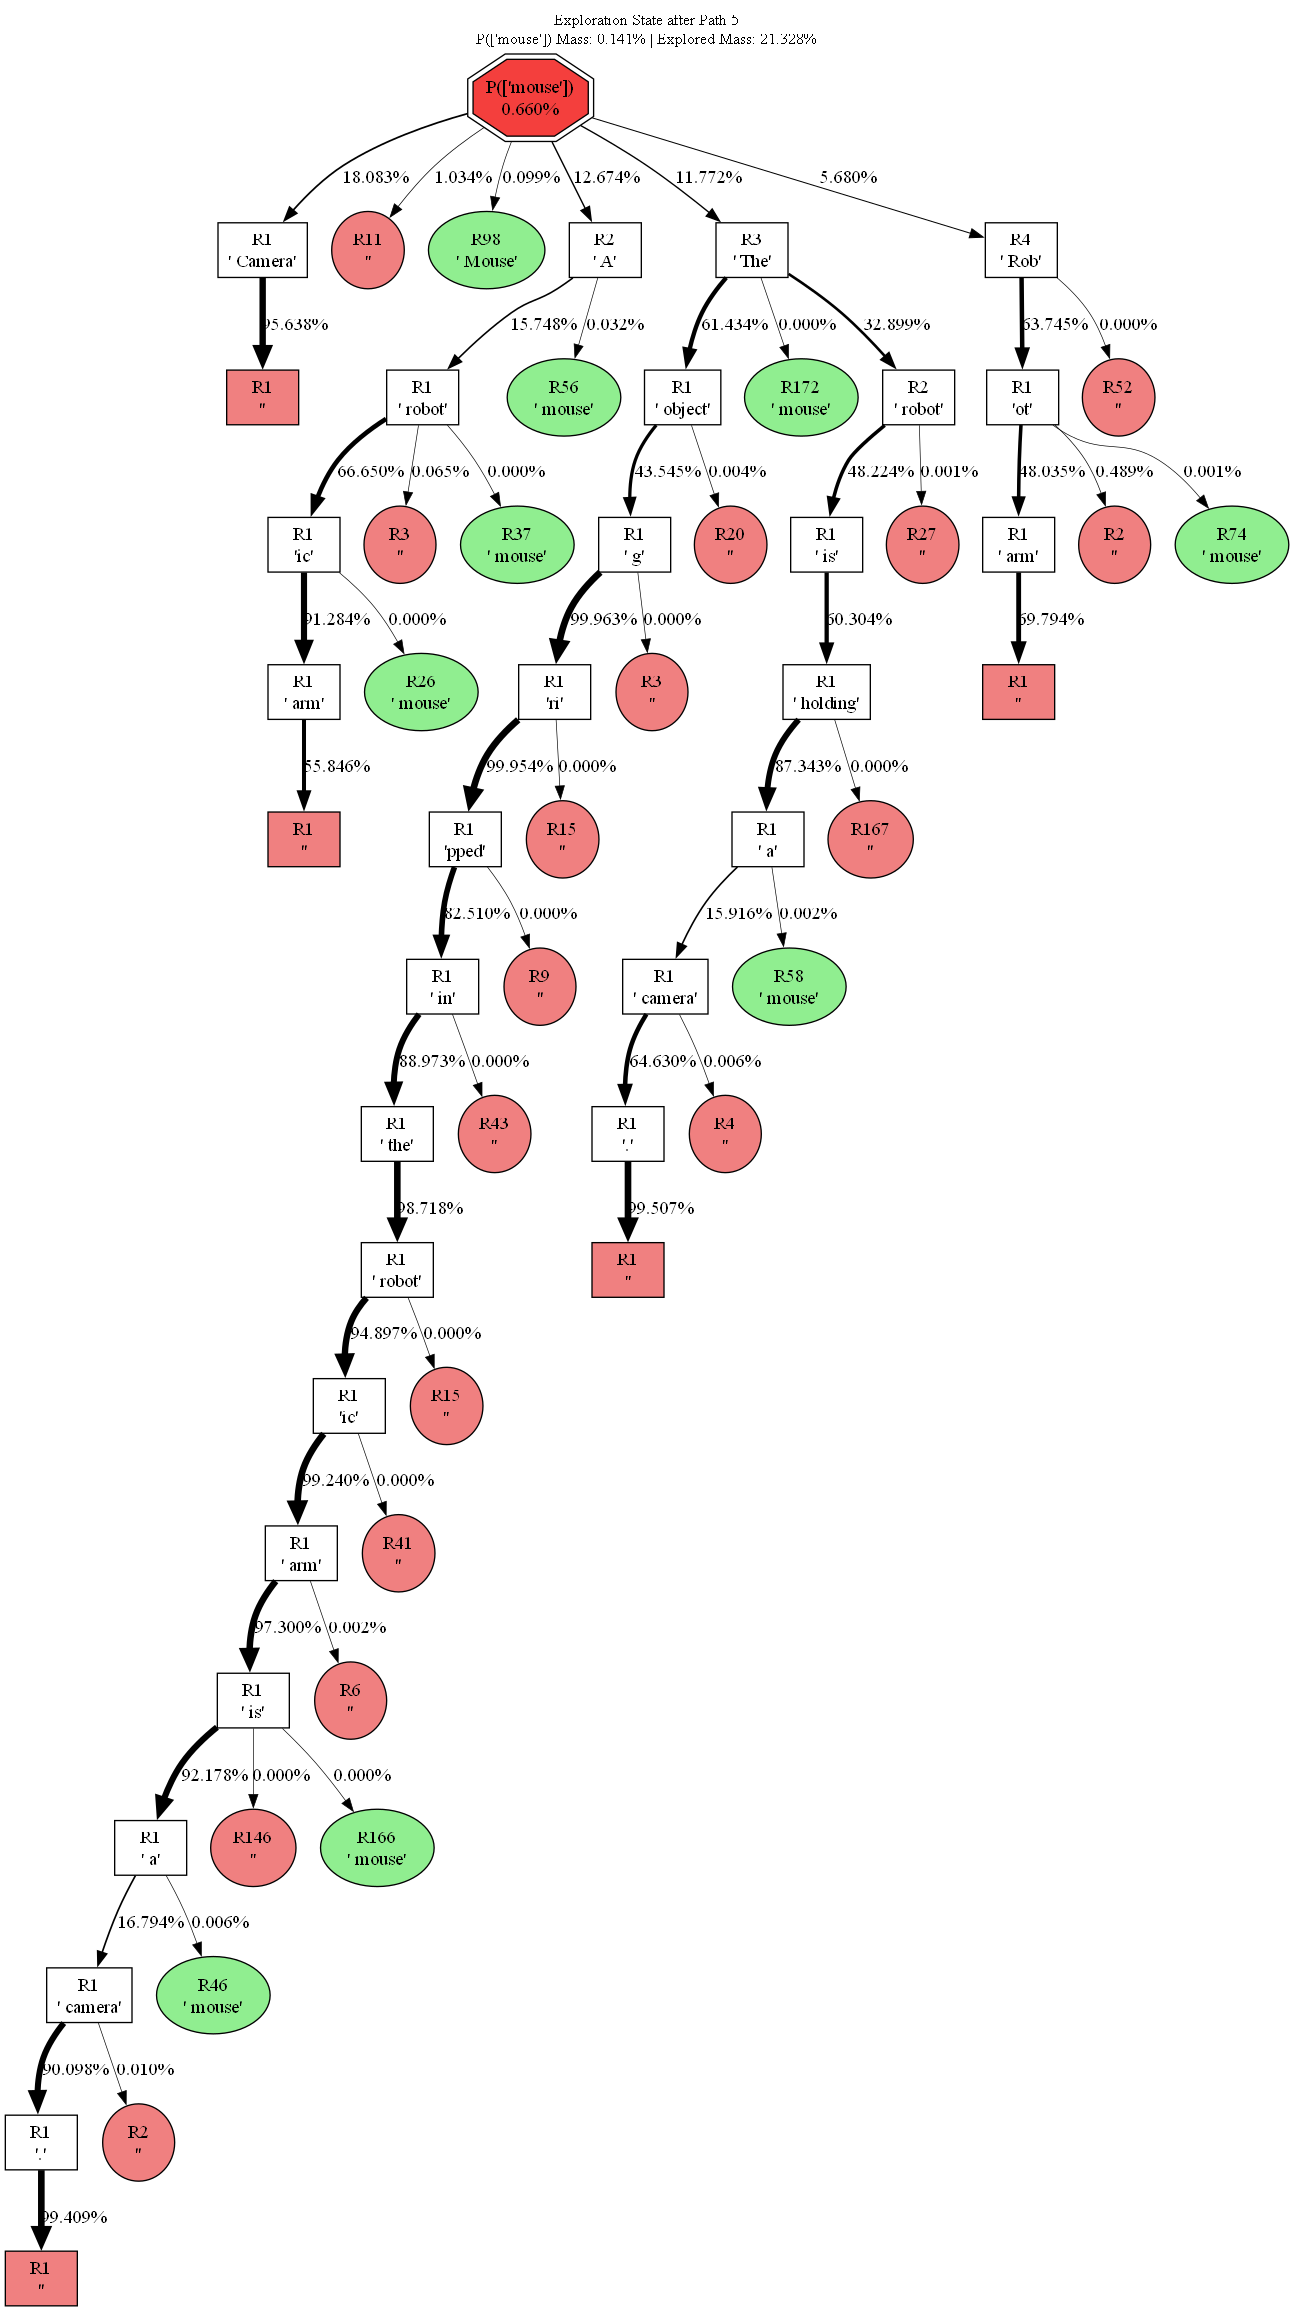 Exploration State after Path 5
P(['mouse']) Mass: 0.141% | Explored Mass: 21.328%
P(['mouse'])
0.660%
18.083%
1.034%
0.099%
12.674%
11.772%
5.680%
R1
' Camera'
R11
''
R98
' Mouse'
R2
' A'
R3
' The'
R4
' Rob'
95.638%
15.748%
0.032%
61.434%
0.000%
32.899%
63.745%
0.000%
R1
''
R1
' robot'
R56
' mouse'
R1
' object'
R172
' mouse'
R2
' robot'
R1
'ot'
R52
''
66.650%
0.065%
0.000%
43.545%
0.004%
48.224%
0.001%
48.035%
0.489%
0.001%
R1
'ic'
R3
''
R37
' mouse'
R1
' g'
R20
''
R1
' is'
R27
''
R1
' arm'
R2
''
R74
' mouse'
91.284%
0.000%
99.963%
0.000%
60.304%
69.794%
R1
' arm'
R26
' mouse'
R1
'ri'
R3
''
R1
' holding'
R1
''
55.846%
99.954%
0.000%
87.343%
0.000%
R1
''
R1
'pped'
R15
''
R1
' a'
R167
''
82.510%
0.000%
15.916%
0.002%
R1
' in'
R9
''
R1
' camera'
R58
' mouse'
88.973%
0.000%
64.630%
0.006%
R1
' the'
R43
''
R1
'.'
R4
''
98.718%
99.507%
R1
' robot'
R1
''
94.897%
0.000%
R1
'ic'
R15
''
99.240%
0.000%
R1
' arm'
R41
''
97.300%
0.002%
R1
' is'
R6
''
92.178%
0.000%
0.000%
R1
' a'
R146
''
R166
' mouse'
16.794%
0.006%
R1
' camera'
R46
' mouse'
90.098%
0.010%
R1
'.'
R2
''
99.409%
R1
''